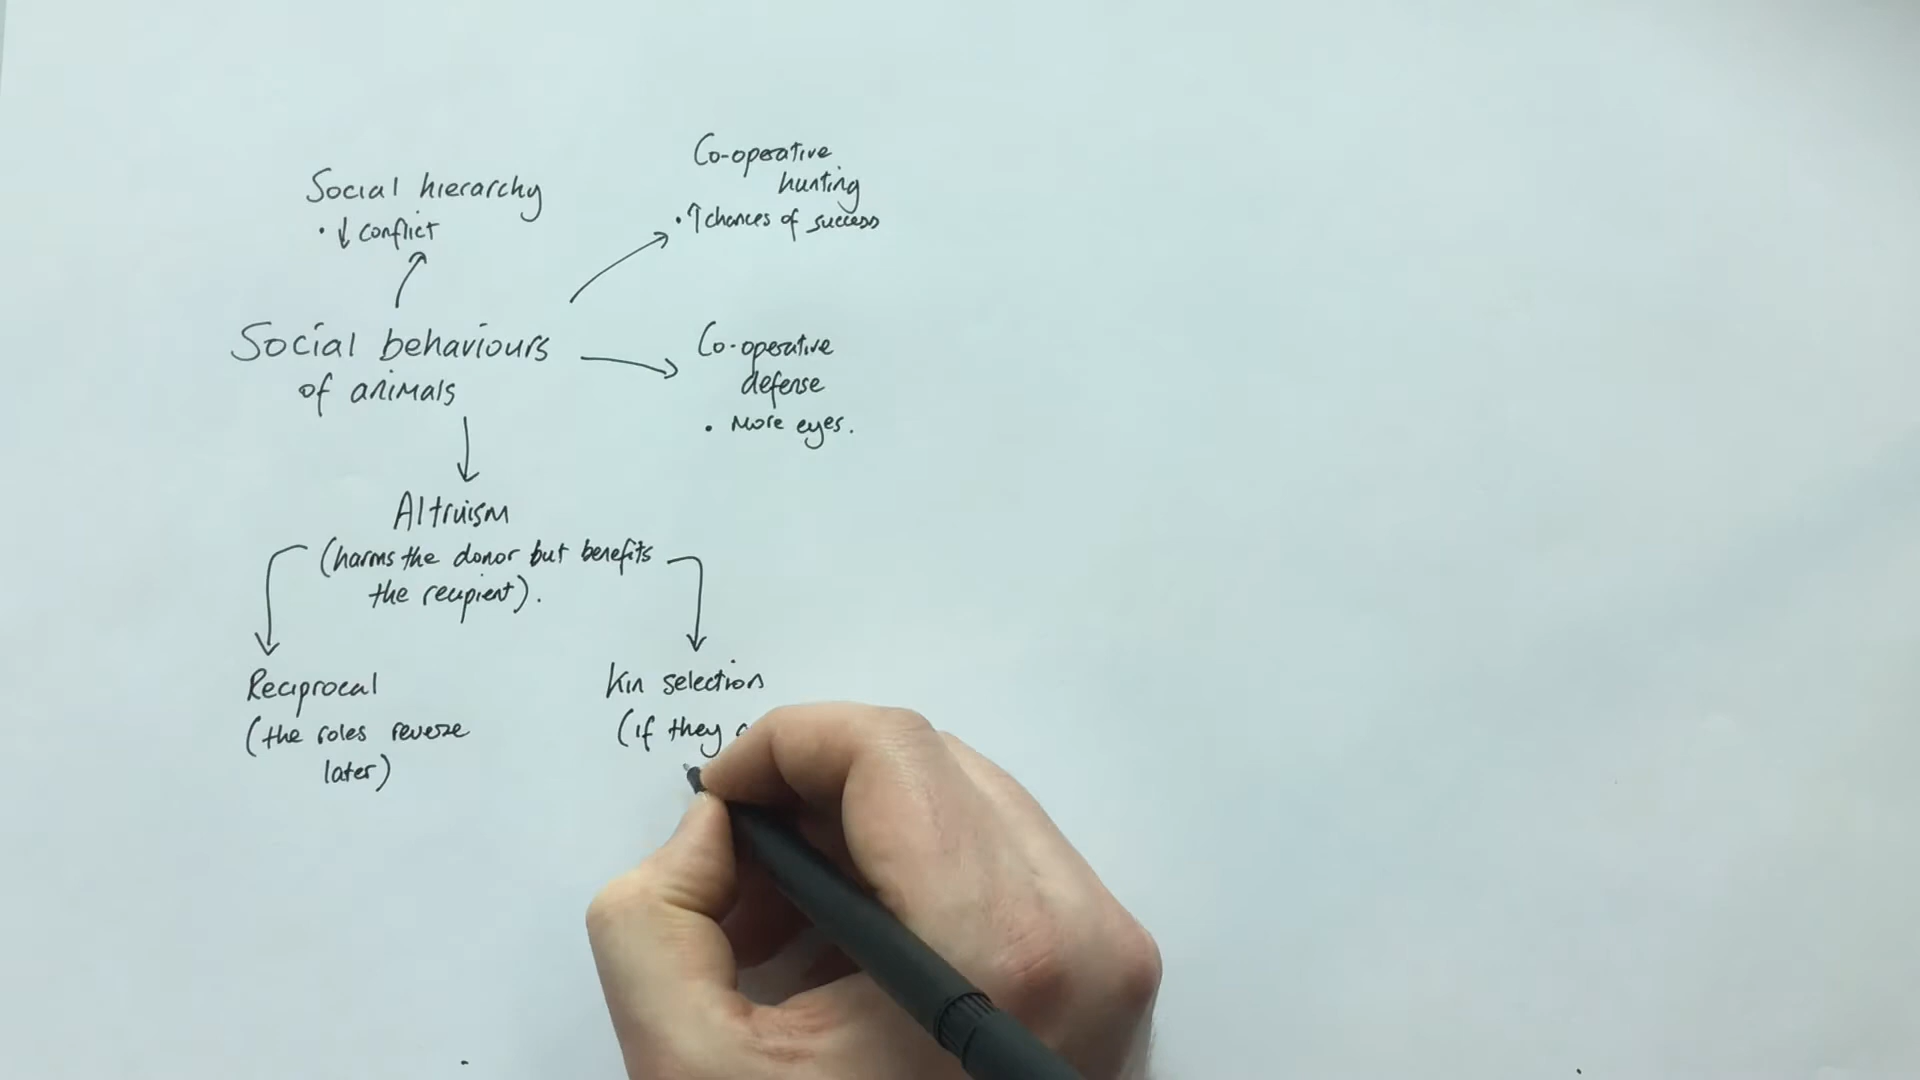 Social hierarchy
• ↓ conflict
Co-operative
hunting
• ↑ chances of success
Social behaviours
of animals
Co-operative
defense
• More eyes.
Altruism
(harms the donor but benefits
the recipient).
Reciprocal
(the roles reverse
later)
Kin selection
(if they